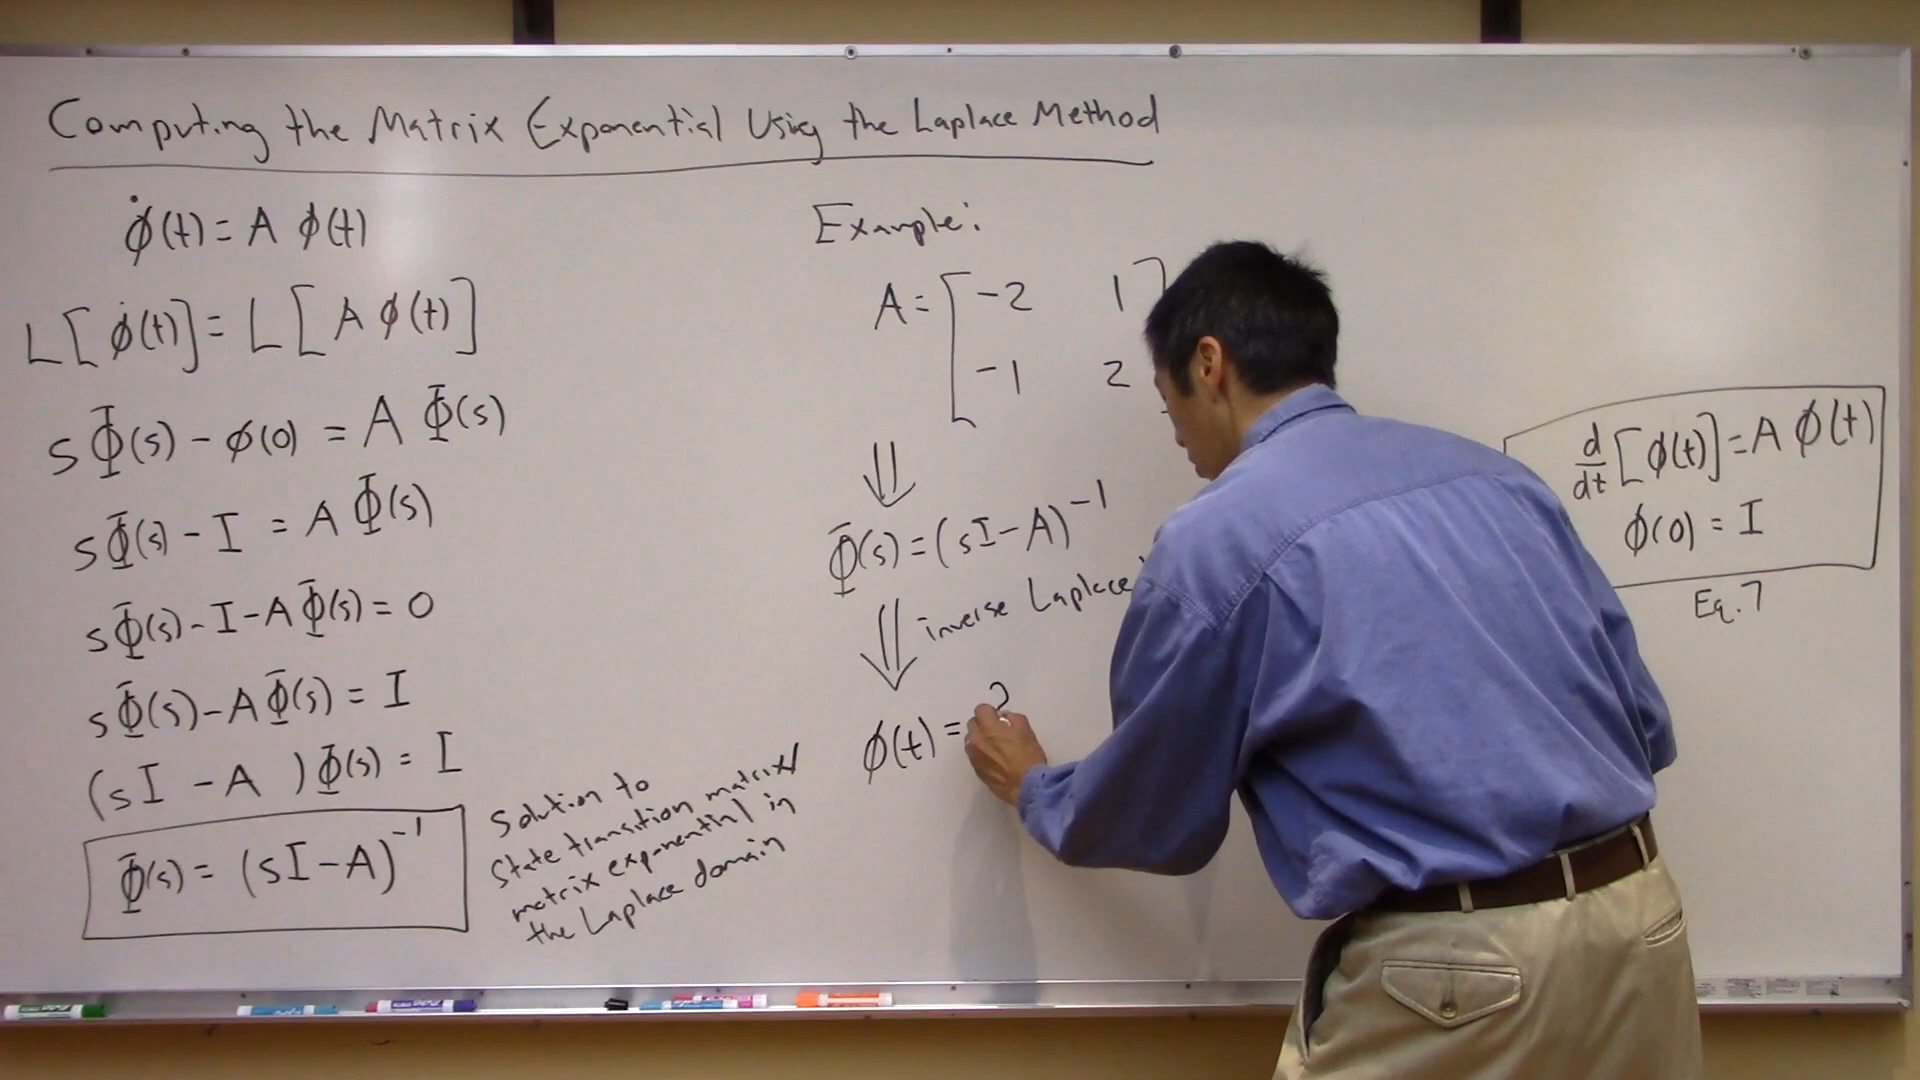 Computing the Matrix Exponential Using the Laplace Method
ϕ̇(t) = A ϕ(t)
L[ϕ̇(t)] = L[A ϕ(t)]
sΦ(s) - ϕ(0) = A Φ(s)
sΦ(s) - I = A Φ(s)
sΦ(s) - I - AΦ(s) = 0
sΦ(s) - AΦ(s) = I
(sI - A )Φ(s) = I
Φ(s) = (sI - A)⁻¹
Solution to
state transition matrix/
matrix exponential in
the Laplace domain
Example:
A = [-2 1]
-1 2
⇓
Φ(s) = (sI - A)⁻¹
⇓ inverse Laplace
ϕ(t) = ?
d/dt [ϕ(t)] = A ϕ(t)
ϕ(0) = I
Eq. 7